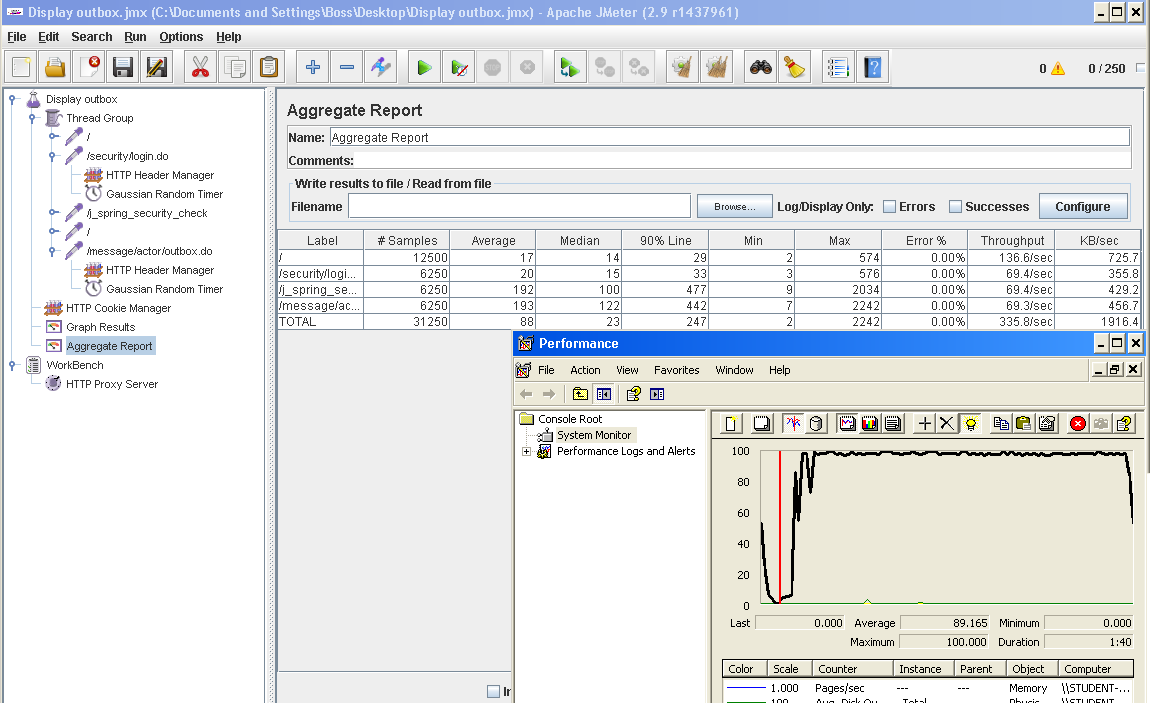 Display outbox.jmx (C:\Documents and Settings\Boss\Desktop\Display outbox.jmx) - Apache JMeter (2.9 r1437961)
File Edit Search Run Options Help
0 0 / 250
Display outbox
Thread Group
/
/security/login.do
HTTP Header Manager
Gaussian Random Timer
/j_spring_security_check
/
/message/actor/outbox.do
HTTP Header Manager
Gaussian Random Timer
HTTP Cookie Manager
Graph Results
Aggregate Report
WorkBench
HTTP Proxy Server
Aggregate Report
Name: Aggregate Report
Comments:
Write results to file / Read from file
Filename Browse... Log/Display Only: Errors Successes Configure
Label # Samples Average Median 90% Line Min Max Error % Throughput KB/sec
/ 12500 17 14 29 2 574 0.00% 136.6/sec 725.7
/security/logi... 6250 20 15 33 3 576 0.00% 69.4/sec 355.8
/j_spring_se... 6250 192 100 477 9 2034 0.00% 69.4/sec 429.2
/message/ac... 6250 193 122 442 7 2242 0.00% 69.3/sec 456.7
TOTAL 31250 88 23 247 2 2242 0.00% 335.8/sec 1916.4
Performance
File Action View Favorites Window Help
Console Root
System Monitor
Performance Logs and Alerts
100
80
60
40
20
0
Last 0.000 Average 89.165 Minimum 0.000
Maximum 100.000 Duration 1:40
Color Scale Counter Instance Parent Object Computer
1.000 Pages/sec --- --- Memory \\STUDENT-...